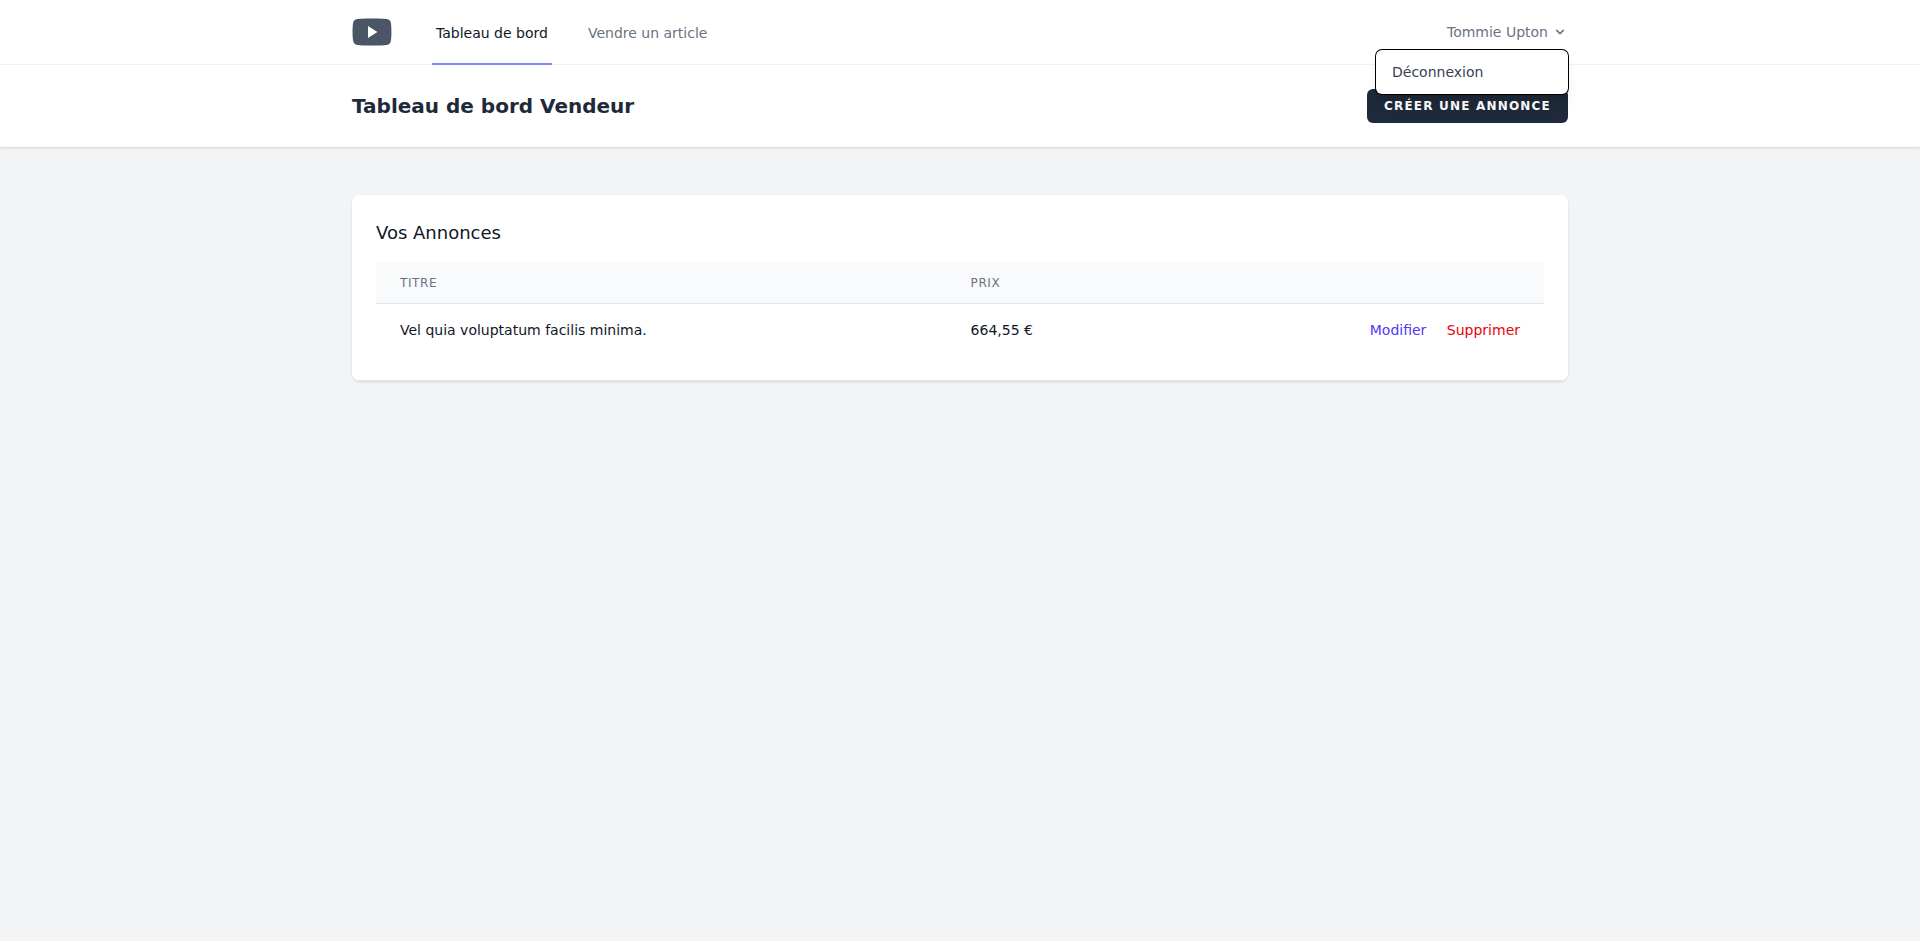 Tableau de bord
Vendre un article
Tommie Upton
Déconnexion
Tableau de bord Vendeur
CRÉER UNE ANNONCE
Vos Annonces
TITRE PRIX
Vel quia voluptatum facilis minima. 664,55 € Modifier Supprimer